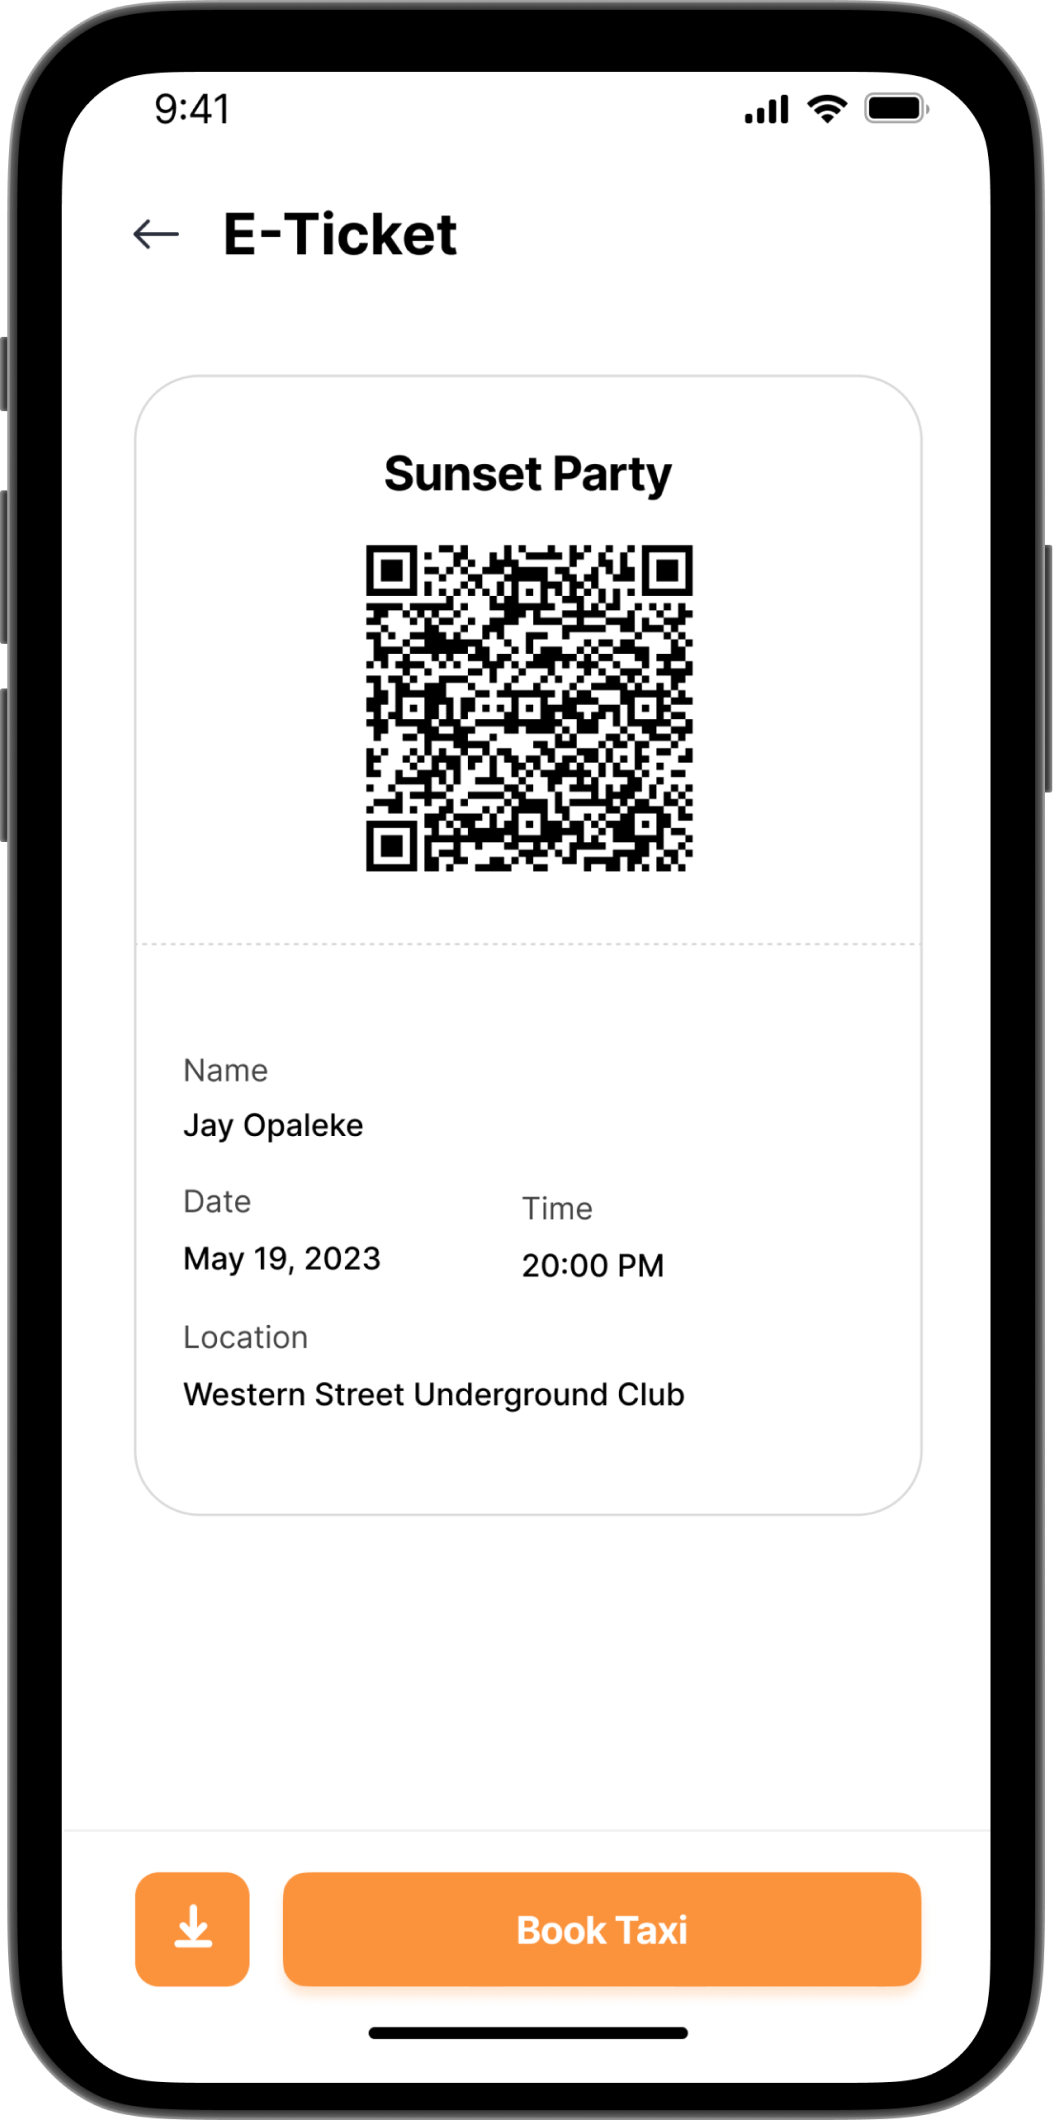 9:41
E-Ticket
Sunset Party
Name
Jay Opaleke
Date
Time
May 19, 2023
20:00 PM
Location
Western Street Underground Club
Book Taxi